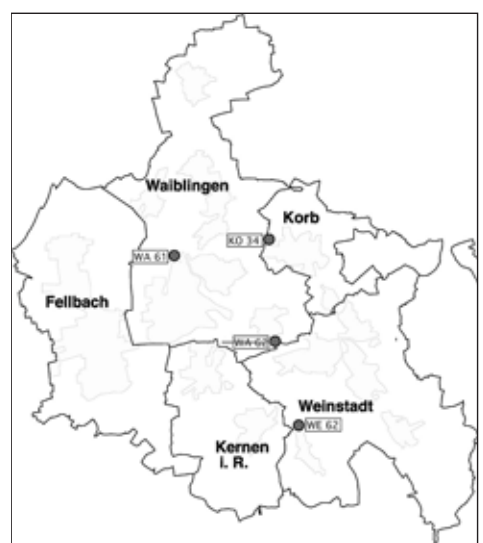 Waiblingen
Korb
KO 34
WA 61
Fellbach
WA 62
Weinstadt
WE 62
Kernen
I. R.